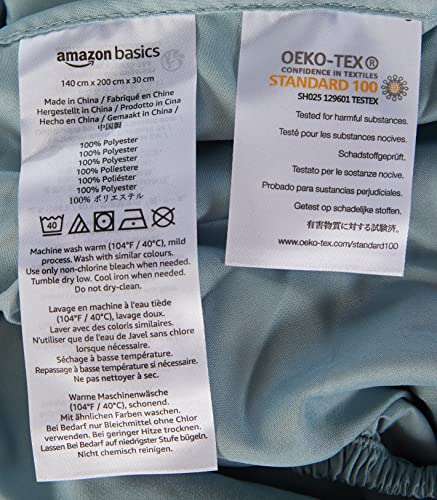 amazon basics
140 cm x 200 cm x 30 cm
Made in China / Fabriqué en Chine
Hergestellt in China / Prodotto in Cina
Hecho en China / Gemaakt in China /
中国製
100% Polyester
100% Polyester
100% Polyester
100% Poliestere
100% Poliéster
100% Polyester
100% ポリエステル
40
Machine wash warm (104°F / 40°C), mild
process. Wash with similar colours.
Use only non-chlorine bleach when needed.
Tumble dry low. Cool iron when needed.
Do not dry-clean.
Lavage en machine à l'eau tiède
(104°F / 40°C), lavage doux.
Laver avec des coloris similaires.
N'utiliser que de l'eau de Javel sans chlore
lorsque nécessaire.
Séchage à basse température.
Repassage à basse température si nécessaire.
Ne pas nettoyer à sec.
Warme Maschinenwäsche
(104°F / 40°C), schonend.
Mit ähnlichen Farben waschen.
Bei Bedarf nur Bleichmittel ohne Chlor
verwenden. Bei geringer Hitze trocknen.
Lassen Bei Bedarf auf niedrigster Stufe bügeln.
Nicht chemisch reinigen.
OEKO-TEX®
CONFIDENCE IN TEXTILES
STANDARD 100
SH025 129601 TESTEX
Tested for harmful substances.
Testé pour les substances nocives.
Schadstoffgeprüft.
Testato per le sostanze nocive.
Probado para sustancias perjudiciales.
Getest op schadelijke stoffen.
有害物質に対する試験済。
www.oeko-tex.com/standard100